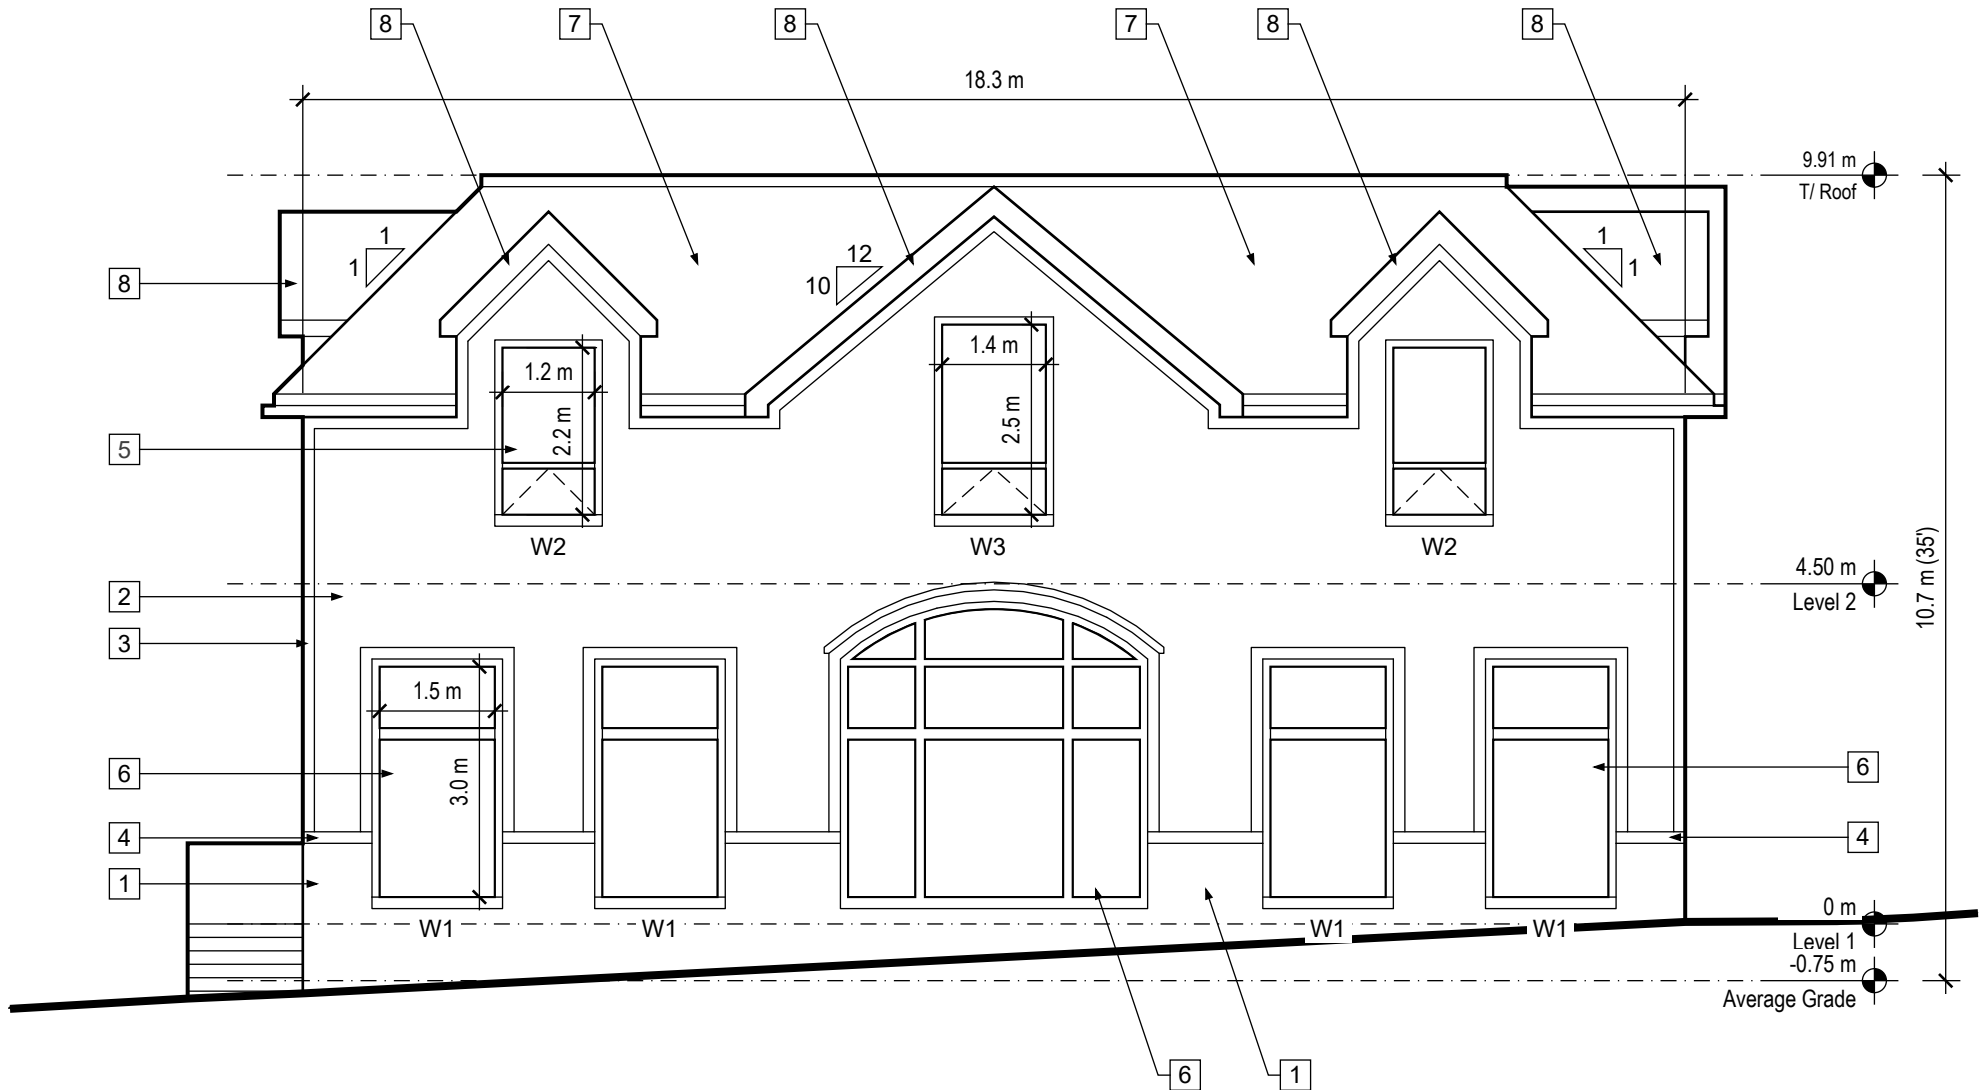 8 7 8 7 8 8
18.3 m
9.91 m
T/ Roof
1 1
1 12 1
8 10
1.2 m 1.4 m
2.2 m 2.5 m
5
W2 W3 W2
10.7 m (35')
4.50 m
Level 2
2
3
1.5 m
3.0 m
6 6
4 4
1
0 m
Level 1
W1 W1 W1 W1
-0.75 m
Average Grade
6 1